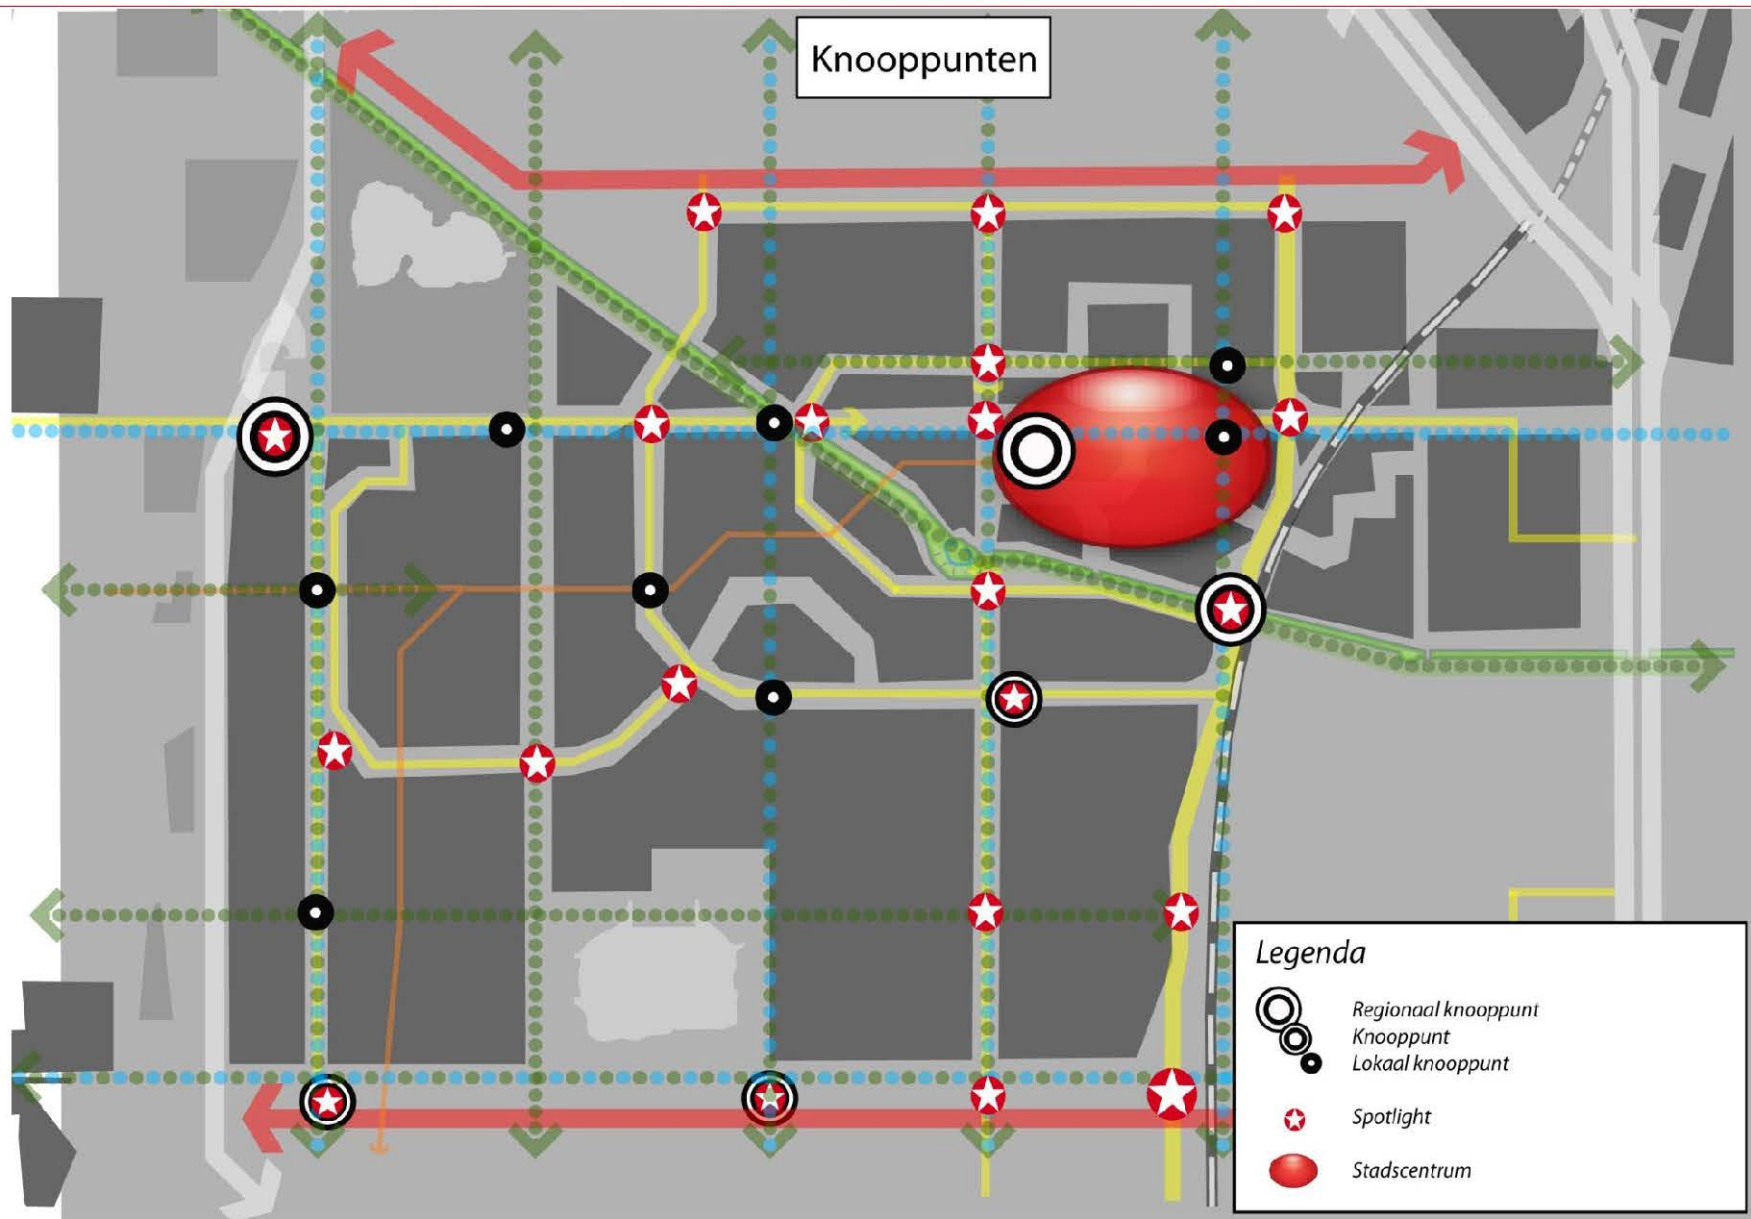 Knooppunten
Legenda
Regionaal knooppunt
Knooppunt
Lokaal knooppunt
Spotlight
Stadscentrum